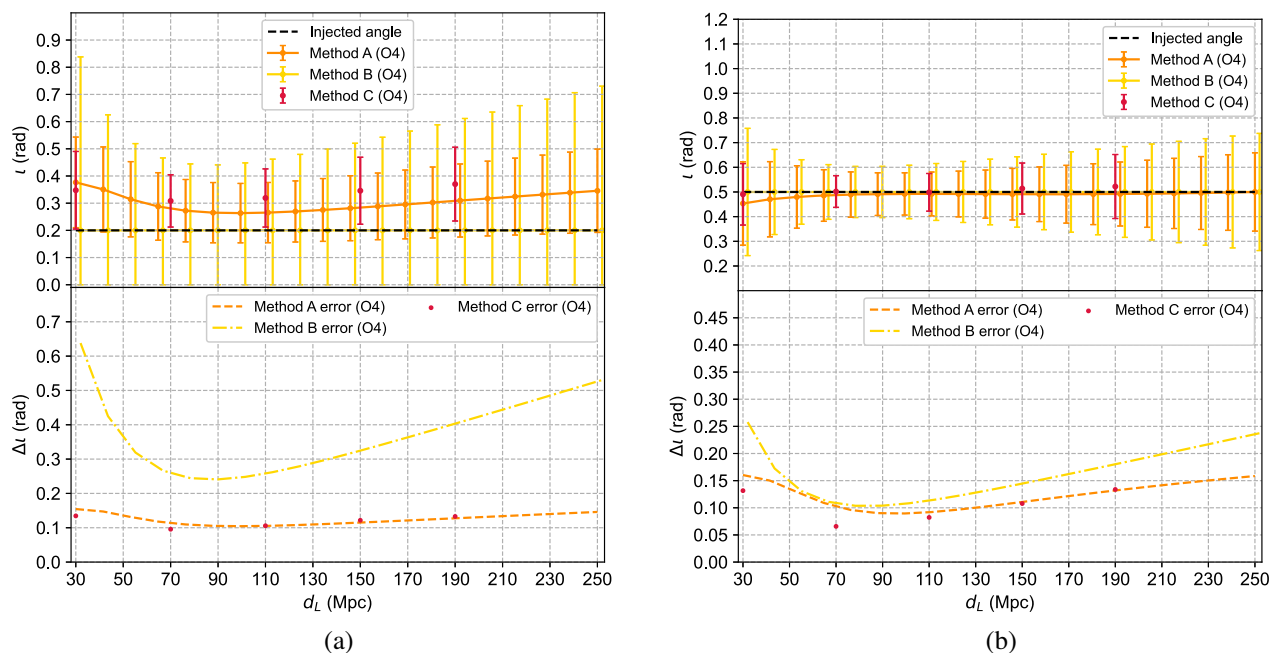 0.9
0.8
0.7
0.6
0.5
0.4
0.3
0.2
0.1
0.0
ι (rad)
Injected angle
Method A (O4)
Method B (O4)
Method C (O4)
0.7
0.6
0.5
0.4
0.3
0.2
0.1
0.0
Δι (rad)
Method A error (O4)
Method B error (O4)
Method C error (O4)
30 50 70 90 110 130 150 170 190 210 230 250
d_L (Mpc)
(a)
1.2
1.1
1.0
0.9
0.8
0.7
0.6
0.5
0.4
0.3
0.2
ι (rad)
Injected angle
Method A (O4)
Method B (O4)
Method C (O4)
0.45
0.40
0.35
0.30
0.25
0.20
0.15
0.10
0.05
0.00
Δι (rad)
Method A error (O4)
Method B error (O4)
Method C error (O4)
30 50 70 90 110 130 150 170 190 210 230 250
d_L (Mpc)
(b)